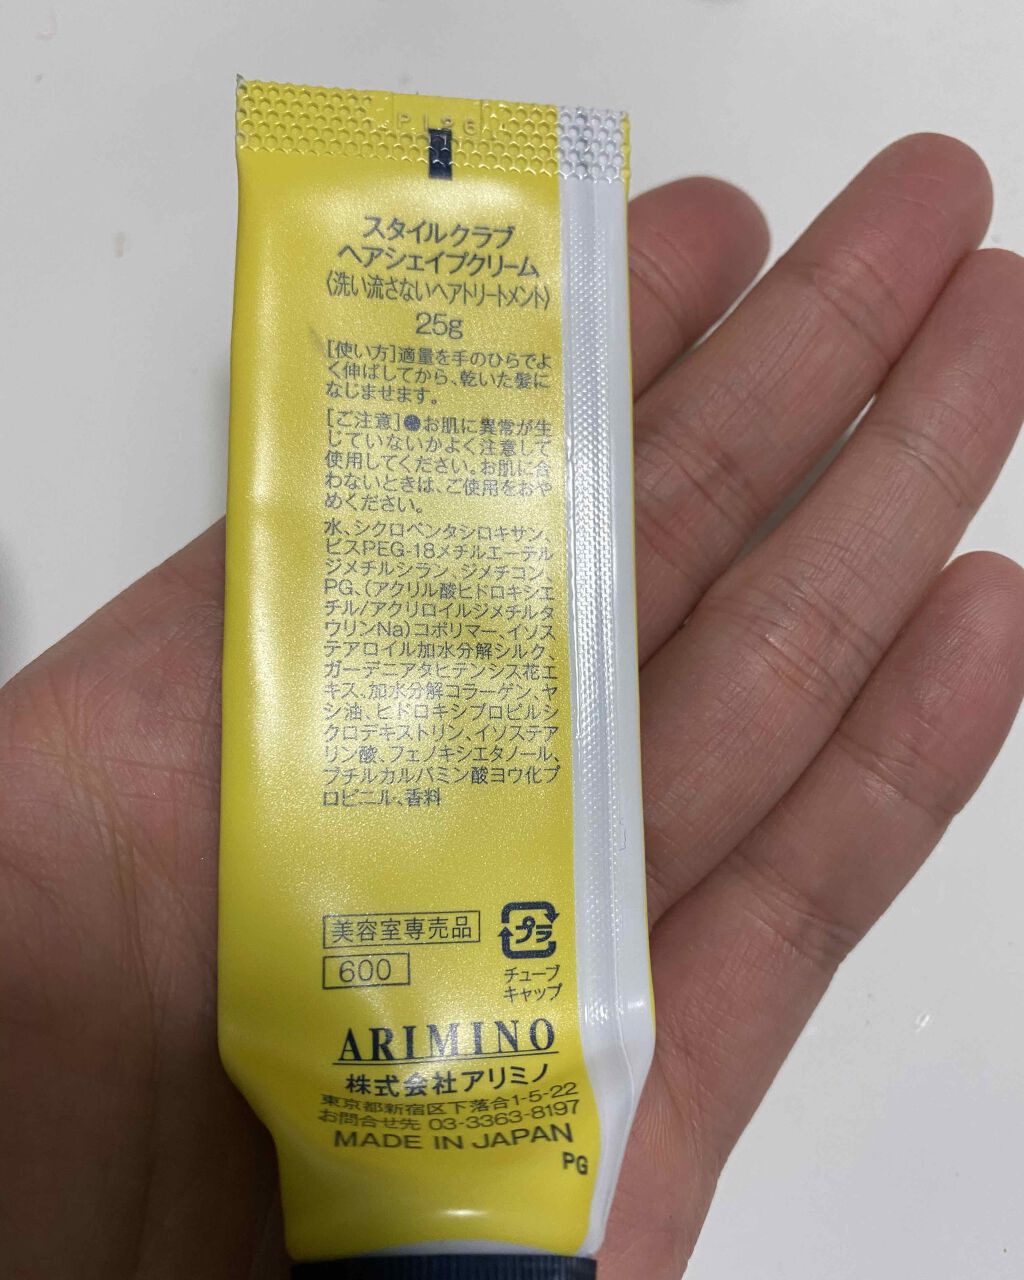 スタイルクラブ
ヘアシェイプクリーム
〈洗い流さないヘアトリートメント〉
25g
[使い方]適量を手のひらでよ
く伸ばしてから、乾いた髪に
なじませます。
[ご注意]●お肌に異常が生
じていないかよく注意して
使用してください。お肌に合
わないときは、ご使用をおや
めください。
水、シクロペンタシロキサン、
ビスPEG-18メチルエーテル
ジメチルシラン、ジメチコン、
PG、(アクリル酸ヒドロキシエ
チル/アクリロイルジメチルタ
ウリンNa)コポリマー、イソス
テアロイル加水分解シルク、
ガーデニアタヒテンシス花エ
キス、加水分解コラーゲン、ヤ
シ油、ヒドロキシプロピルシ
クロデキストリン、イソステア
リン酸、フェノキシエタノール、
ブチルカルバミン酸ヨウ化プ
ロピニル、香料
美容室専売品
プラ
600
チューブ
キャップ
ARIMINO
株式会社アリミノ
東京都新宿区下落合1-5-22
お問合せ先 03-3363-8197
MADE IN JAPAN
PG